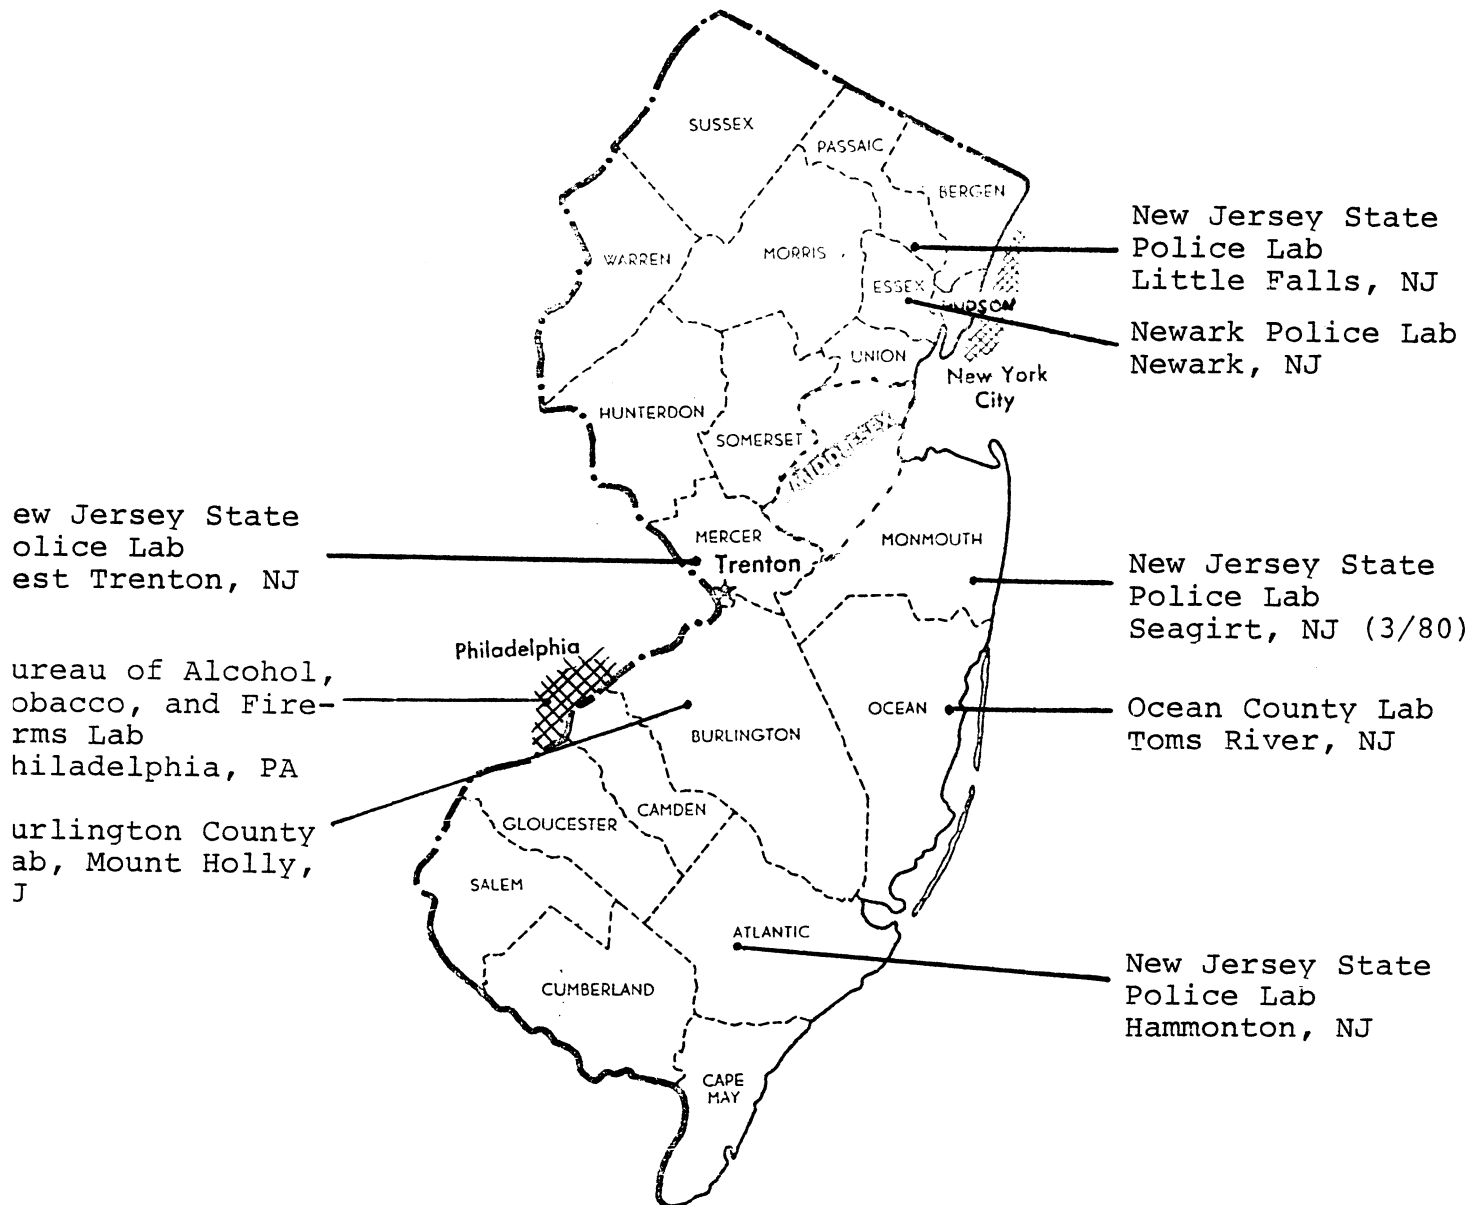 SUSSEX
PASSAIC
BERGEN
WARREN
MORRIS
ESSEX
HUDSON
UNION
New York
City
HUNTERDON
SOMERSET
MIDDLESEX
MERCER
Trenton
MONMOUTH
Philadelphia
OCEAN
BURLINGTON
CAMDEN
GLOUCESTER
SALEM
ATLANTIC
CUMBERLAND
CAPE
MAY
New Jersey State
Police Lab
Little Falls, NJ
Newark Police Lab
Newark, NJ
ew Jersey State
olice Lab
est Trenton, NJ
New Jersey State
Police Lab
Seagirt, NJ (3/80)
ureau of Alcohol,
obacco, and Fire-
rms Lab
hiladelphia, PA
Ocean County Lab
Toms River, NJ
urlington County
ab, Mount Holly,
J
New Jersey State
Police Lab
Hammonton, NJ